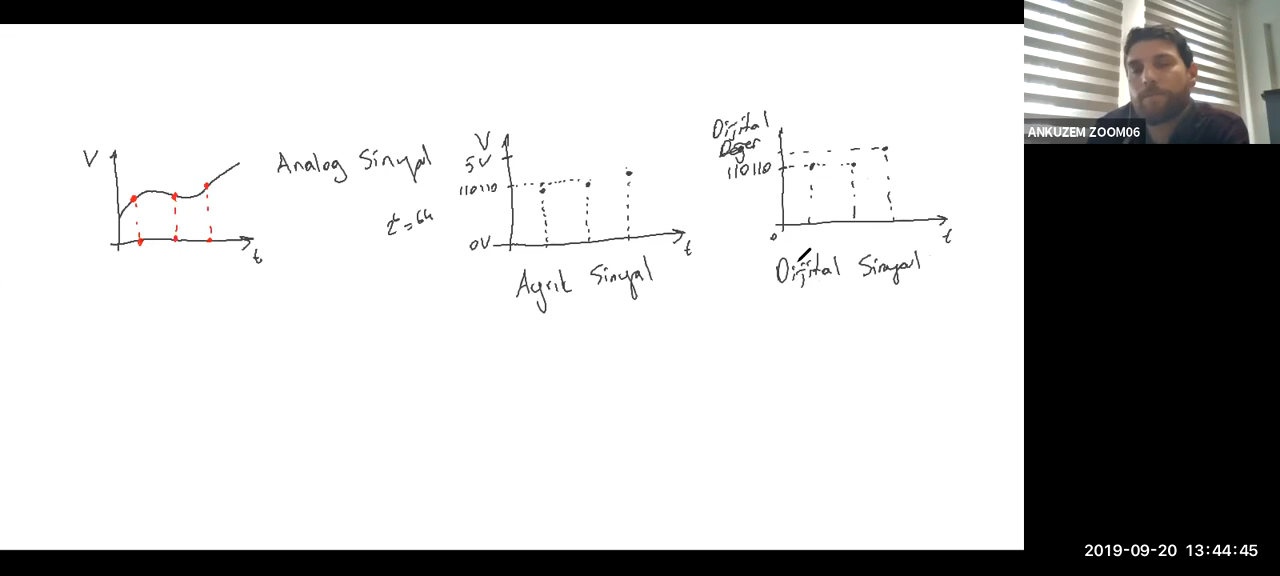 V
t
Analog Sinyal
2⁶=64
V
5V
110110
0V
t
Ayrık Sinyal
Dijital
Değer
110110
0
t
Dijital Sinyal
ANKUZEM ZOOM06
2019-09-20 13:44:45